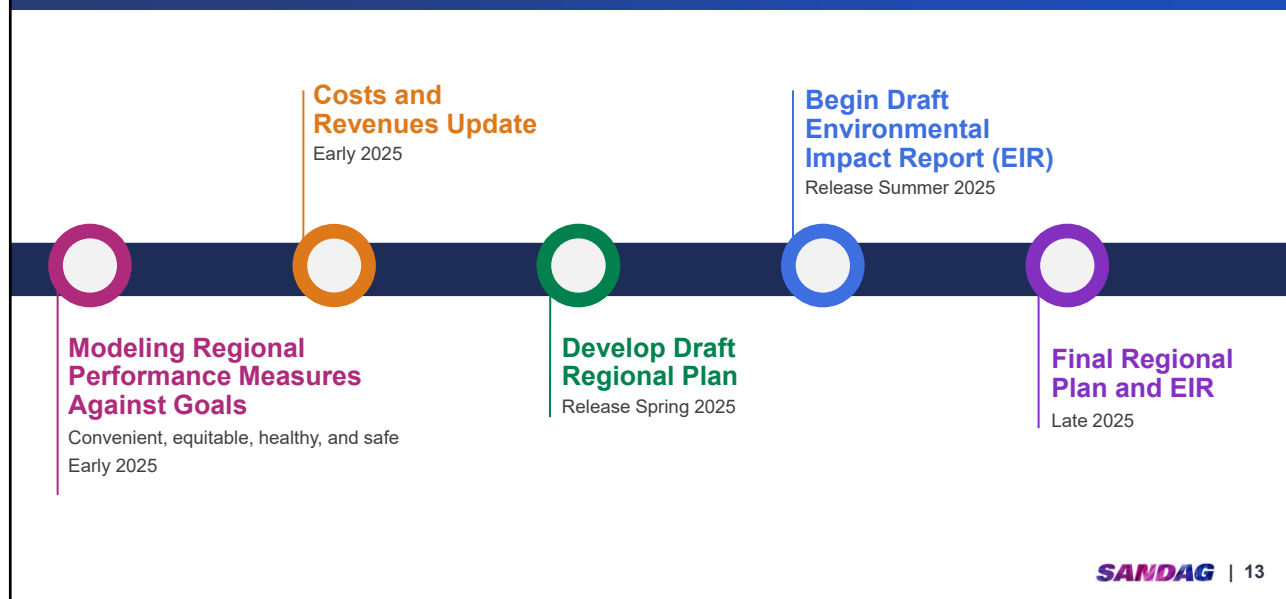 Costs and
Revenues Update
Early 2025
Begin Draft
Environmental
Impact Report (EIR)
Release Summer 2025
Modeling Regional
Performance Measures
Against Goals
Convenient, equitable, healthy, and safe
Early 2025
Develop Draft
Regional Plan
Release Spring 2025
Final Regional
Plan and EIR
Late 2025
SANDAG | 13